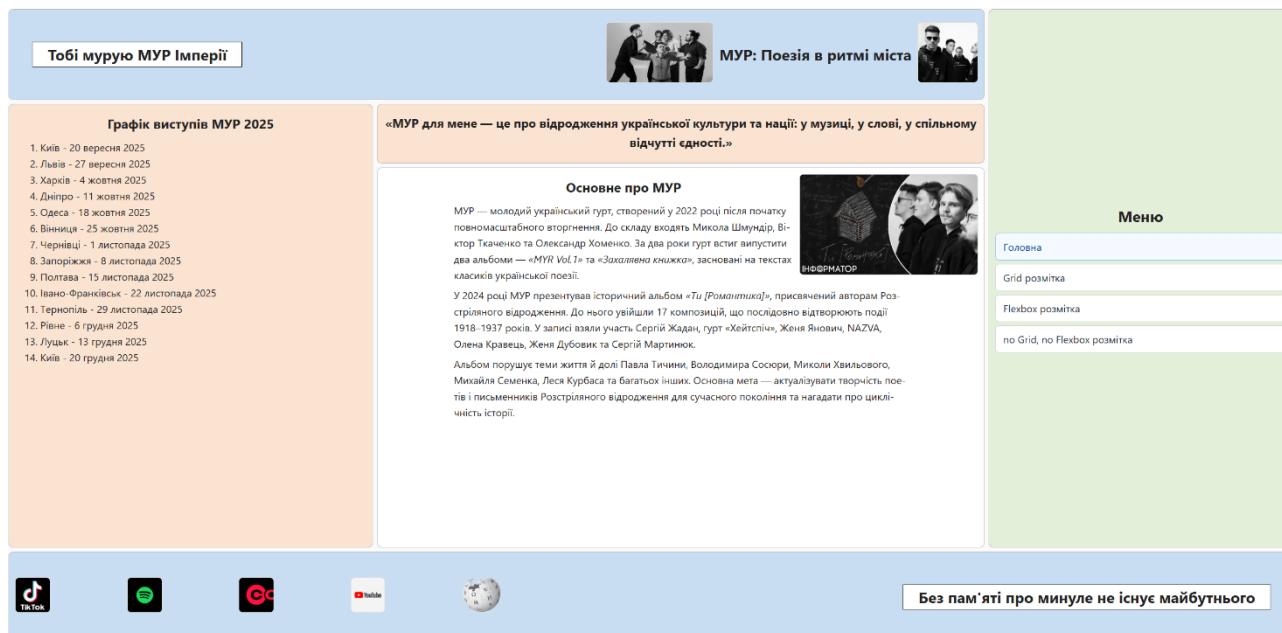 Тобі мурую МУР Імперії
МУР: Поезія в ритмі міста
Графік виступів МУР 2025
1. Київ - 20 вересня 2025
2. Львів - 27 вересня 2025
3. Харків - 4 жовтня 2025
4. Дніпро - 11 жовтня 2025
5. Одеса - 18 жовтня 2025
6. Вінниця - 25 жовтня 2025
7. Чернівці - 1 листопада 2025
8. Запоріжжя - 8 листопада 2025
9. Полтава - 15 листопада 2025
10. Івано-Франківськ - 22 листопада 2025
11. Тернопіль - 29 листопада 2025
12. Рівне - 6 грудня 2025
13. Луцьк - 13 грудня 2025
14. Київ - 20 грудня 2025
«МУР для мене — це про відродження української культури та нації: у музиці, у слові, у спільному
відчутті єдності.»
Основне про МУР
МУР — молодий український гурт, створений у 2022 році після початку
повномасштабного вторгнення. До складу входять Микола Шмундір, Ві-
ктор Ткаченко та Олександр Хоменко. За два роки гурт встиг випустити
два альбоми — «MYR Vol.1» та «Захалявна книжка», засновані на текстах
класиків української поезії.
У 2024 році МУР презентував історичний альбом «Ти [Романтика]», присвячений авторам Роз-
стріляного відродження. До нього увійшли 17 композицій, що послідовно відтворюють події
1918–1937 років. У записі взяли участь Сергій Жадан, гурт «Хейтспіч», Женя Янович, NAZVA,
Олена Кравець, Женя Дубовик та Сергій Мартинюк.
Альбом порушує теми життя й долі Павла Тичини, Володимира Сосюри, Миколи Хвильового,
Михайля Семенка, Леся Курбаса та багатьох інших. Основна мета — актуалізувати творчість пое-
тів і письменників Розстріляного відродження для сучасного покоління та нагадати про циклі-
чність історії.
Ти [Романтика]
ІНФОРМАТОР
Меню
Головна
Grid розмітка
Flexbox розмітка
no Grid, no Flexbox розмітка
TikTok
YouTube
Без пам'яті про минуле не існує майбутнього